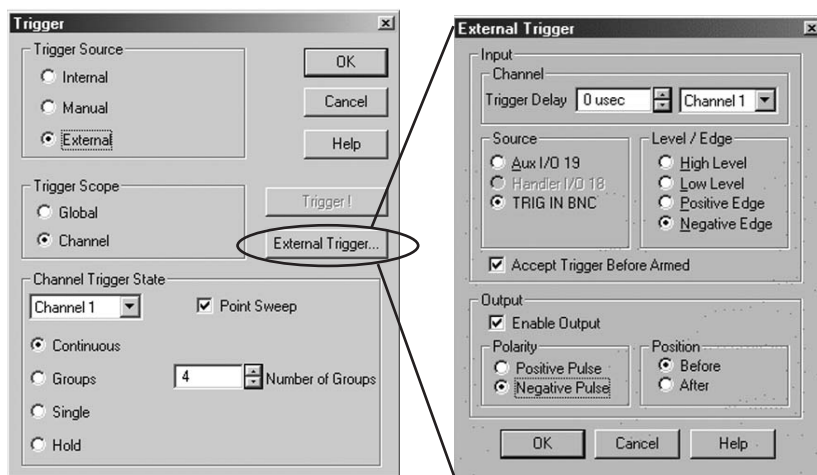 Trigger
Trigger Source
Internal
Manual
External
OK
Cancel
Help
Trigger Scope
Global
Channel
Trigger !
External Trigger...
Channel Trigger State
Channel 1
Point Sweep
Continuous
Groups
4
Number of Groups
Single
Hold
External Trigger
Input
Channel
Trigger Delay
0 usec
Channel 1
Source
Aux I/O 19
Handler I/O 18
TRIG IN BNC
Level / Edge
High Level
Low Level
Positive Edge
Negative Edge
Accept Trigger Before Armed
Output
Enable Output
Polarity
Positive Pulse
Negative Pulse
Position
Before
After
OK
Cancel
Help